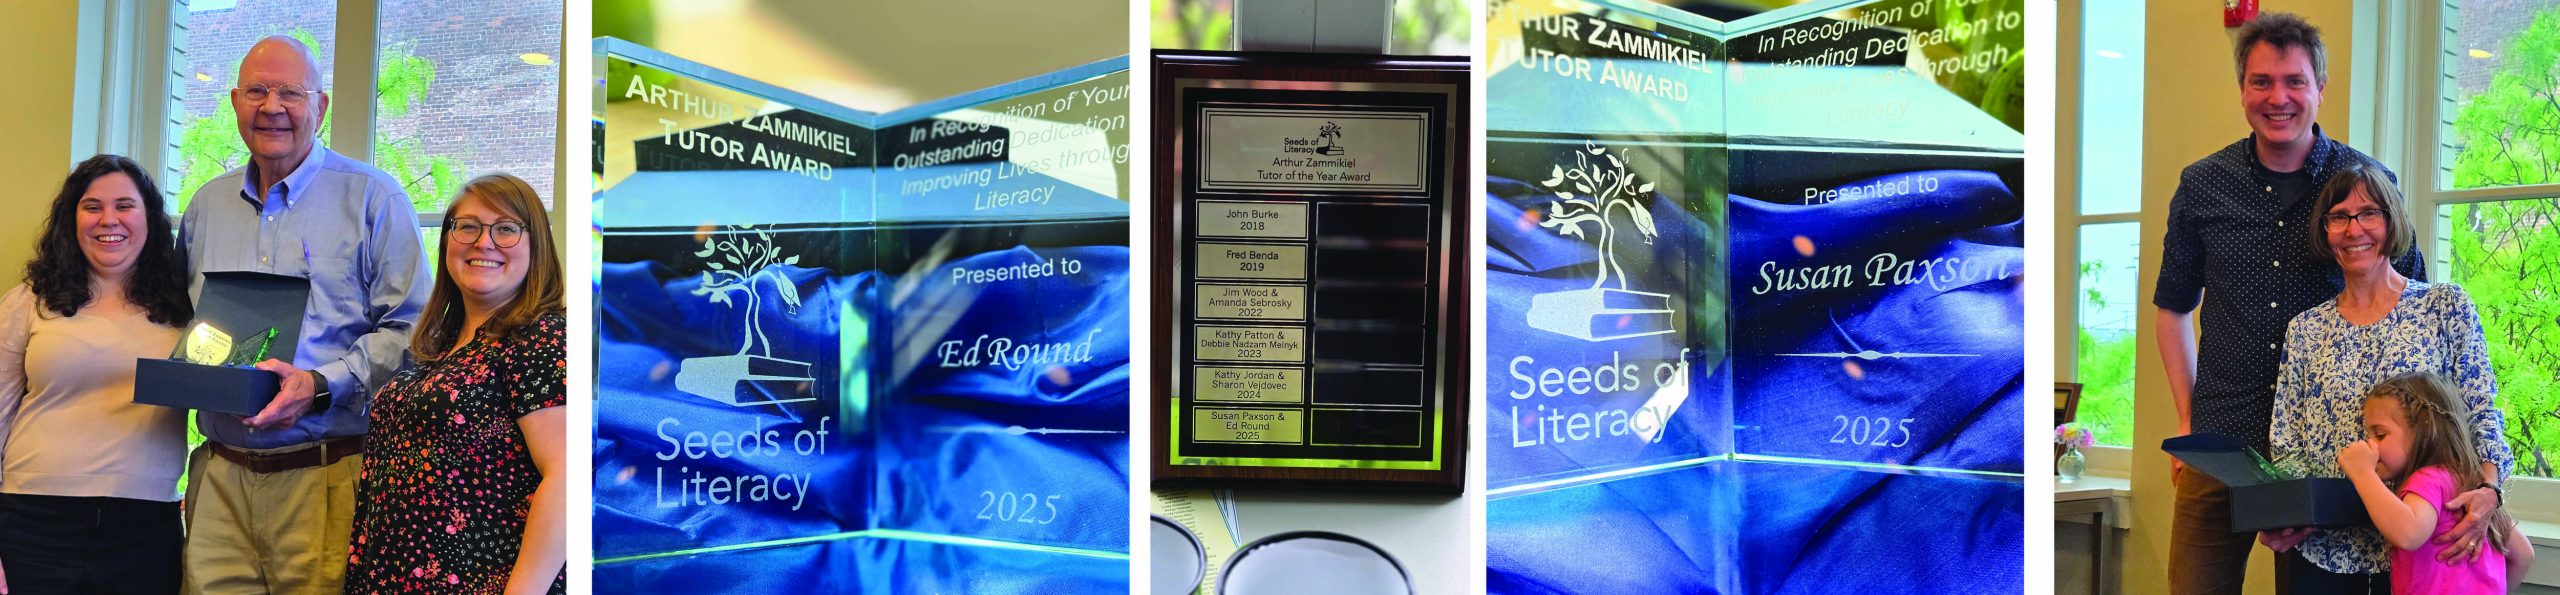 ARTHUR ZAMMIKIEL
TUTOR AWARD
Seeds of
Literacy
In Recognition of Your
Outstanding Dedication
Improving Lives through
Literacy
Presented to
Ed Round
2025
Seeds of
Literacy
Arthur Zammikiel
Tutor of the Year Award
John Burke
2018
Fred Benda
2019
Jim Wood &
Amanda Sebrosky
2022
Kathy Patton &
Debbie Nadzam Melnyk
2023
Kathy Jordan &
Sharon Vejdovec
2024
Susan Paxson &
Ed Round
2025
ARTHUR ZAMMIKIEL
TUTOR AWARD
Seeds of
Literacy
In Recognition of Your
Outstanding Dedication to
Improving Lives through
Literacy
Presented to
Susan Paxson
2025